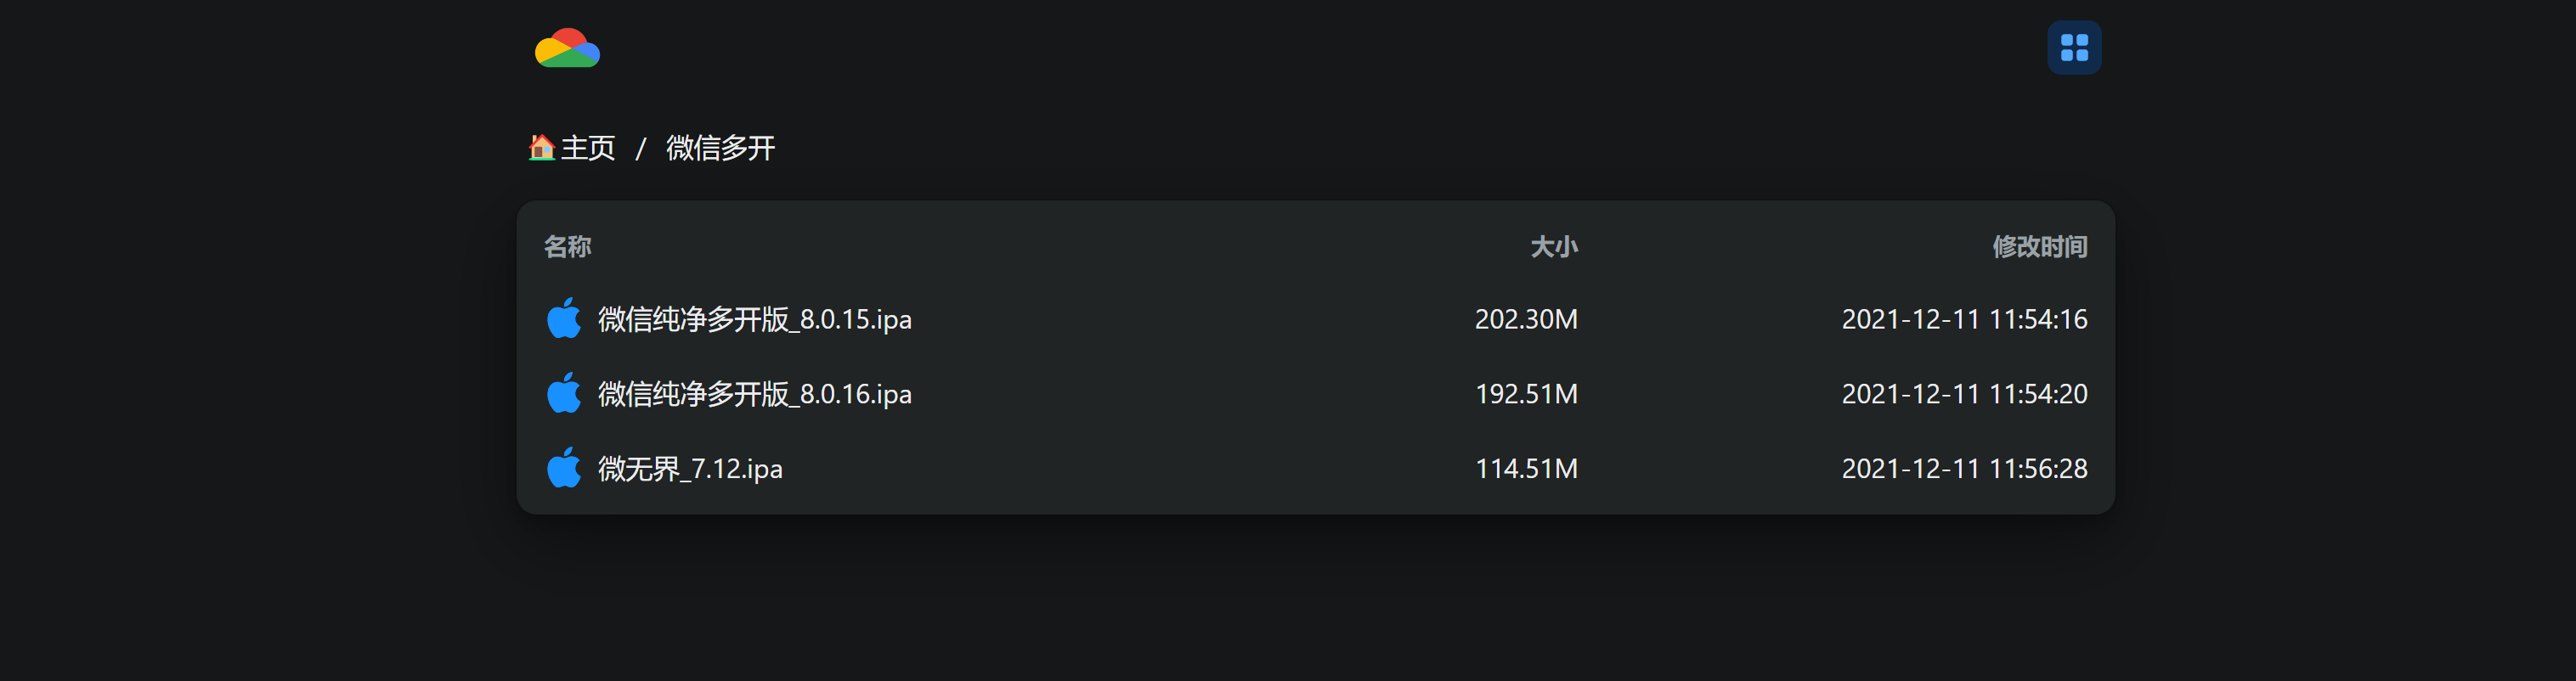 主页 / 微信多开
名称 大小 修改时间
微信纯净多开版_8.0.15.ipa 202.30M 2021-12-11 11:54:16
微信纯净多开版_8.0.16.ipa 192.51M 2021-12-11 11:54:20
微无界_7.12.ipa 114.51M 2021-12-11 11:56:28